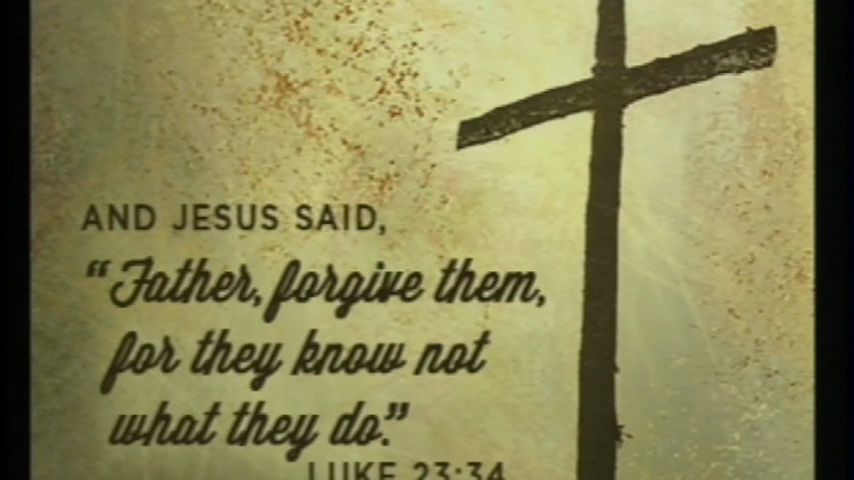 AND JESUS SAID,
“Father, forgive them,
for they know not
what they do.”
LUKE 23:34